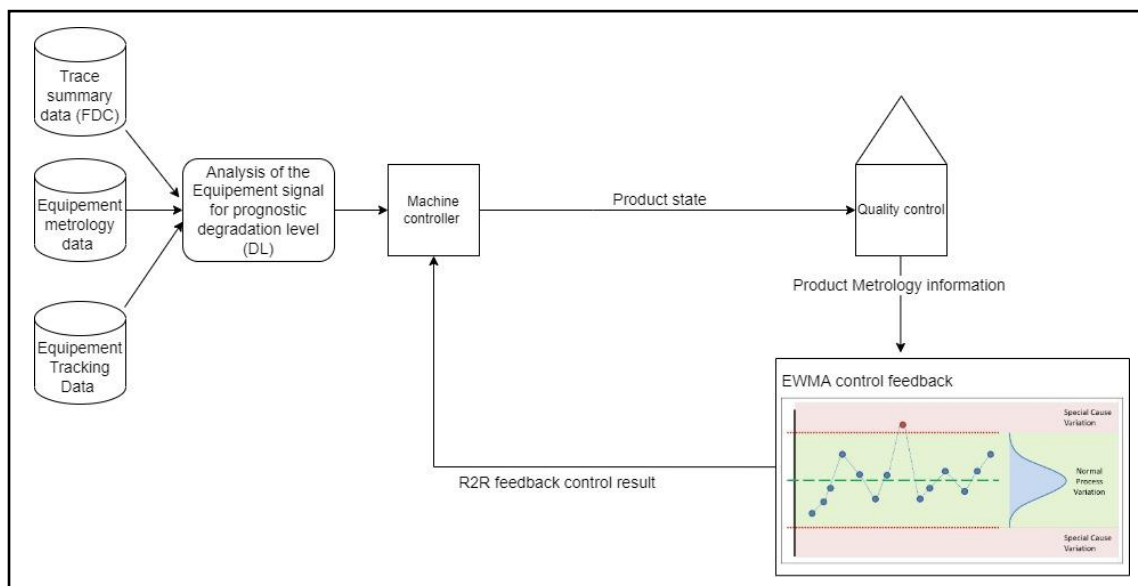 Trace
summary
data (FDC)
Equipement
metrology
data
Equipement
Tracking
Data
Analysis of the
Equipement signal
for prognostic
degradation level
(DL)
Machine
controller
Product state
Quality control
Product Metrology information
EWMA control feedback
Special Cause
Variation
Normal
Process
Variation
Special Cause
Variation
R2R feedback control result